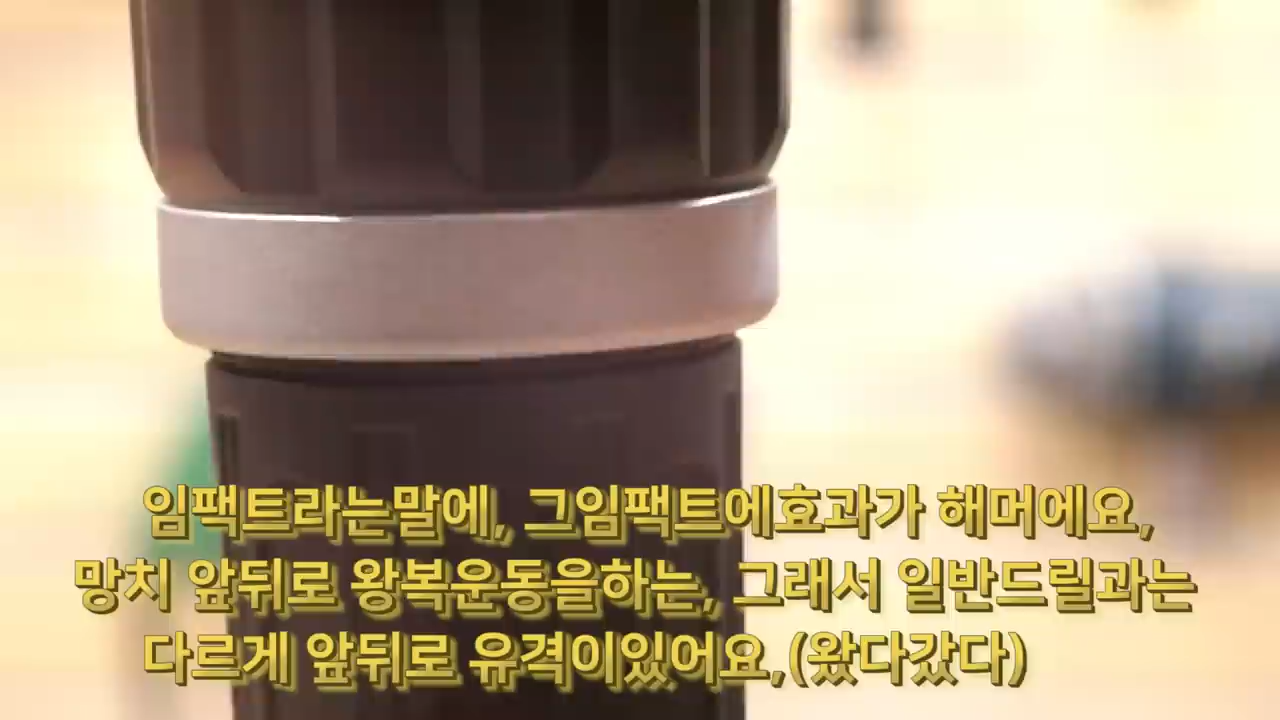 임팩트라는말에, 그임팩트에효과가 해머에요,
망치 앞뒤로 왕복운동을하는, 그래서 일반드릴과는
다르게 앞뒤로 유격이있어요,(왔다갔다)